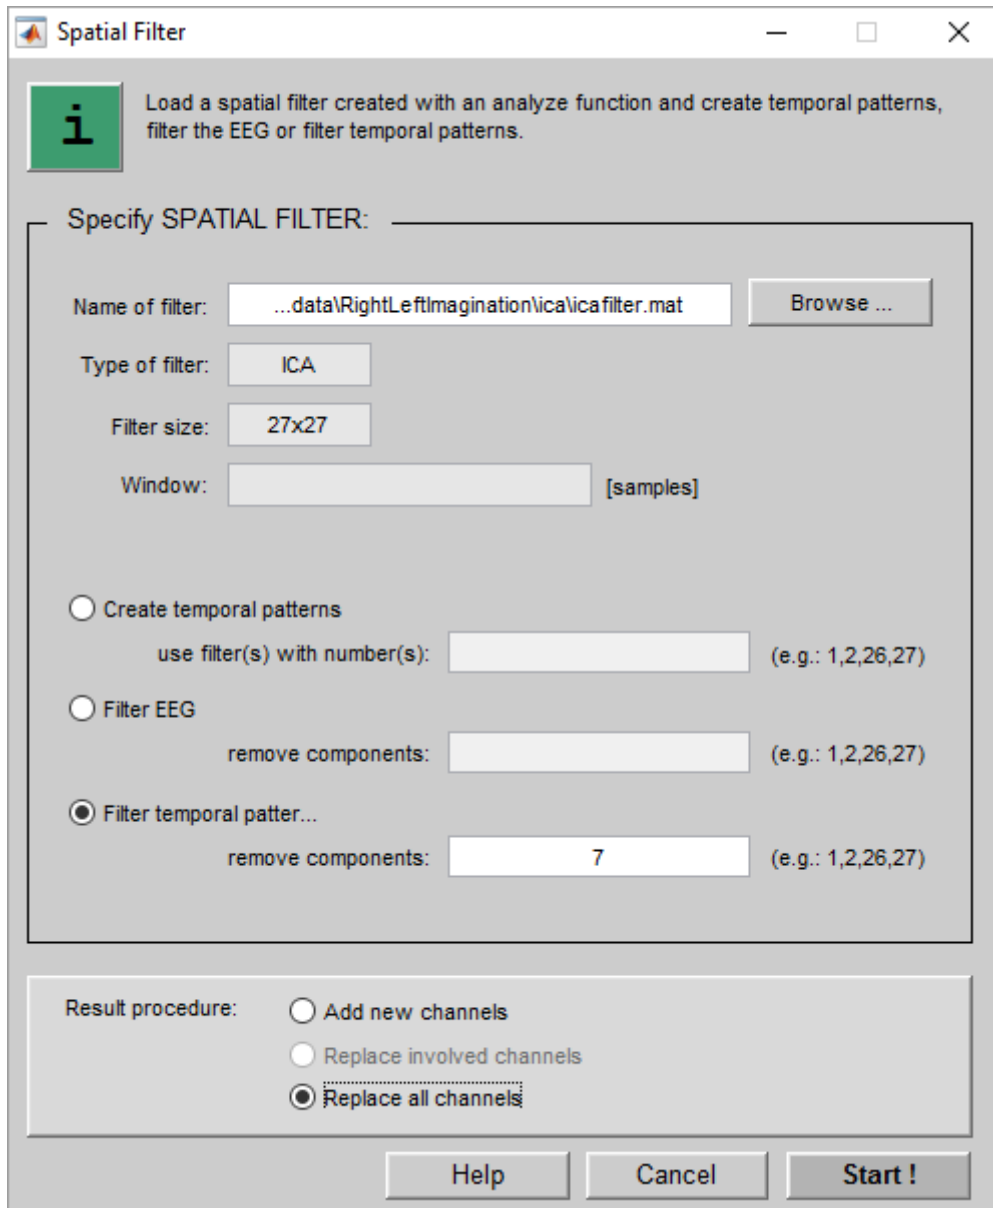 Spatial Filter
i
Load a spatial filter created with an analyze function and create temporal patterns,
filter the EEG or filter temporal patterns.
Specify SPATIAL FILTER:
Name of filter: ...data\RightLeftImagination\ica\icafilter.mat Browse ...
Type of filter: ICA
Filter size: 27x27
Window: [samples]
Create temporal patterns
use filter(s) with number(s): (e.g.: 1,2,26,27)
Filter EEG
remove components: (e.g.: 1,2,26,27)
Filter temporal patter...
remove components: 7 (e.g.: 1,2,26,27)
Result procedure: Add new channels
Replace involved channels
Replace all channels
Help Cancel Start !